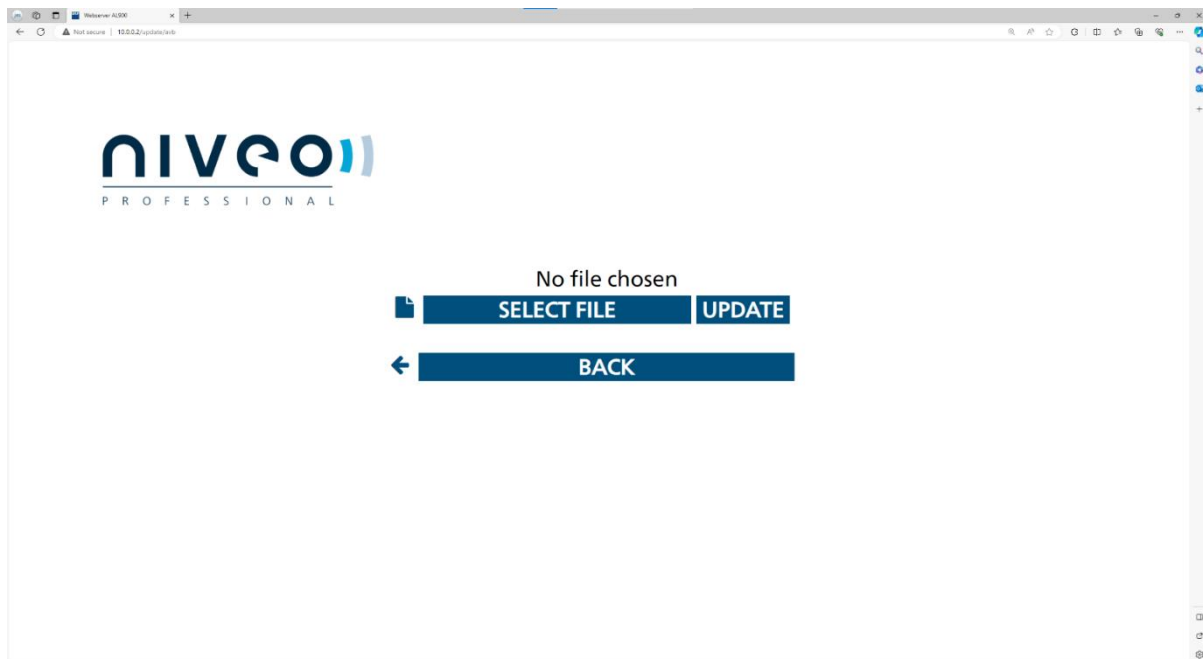 Webserver AL900
Not secure | 10.0.0.2/update/avb
niveo
PROFESSIONAL
No file chosen
SELECT FILE
UPDATE
BACK